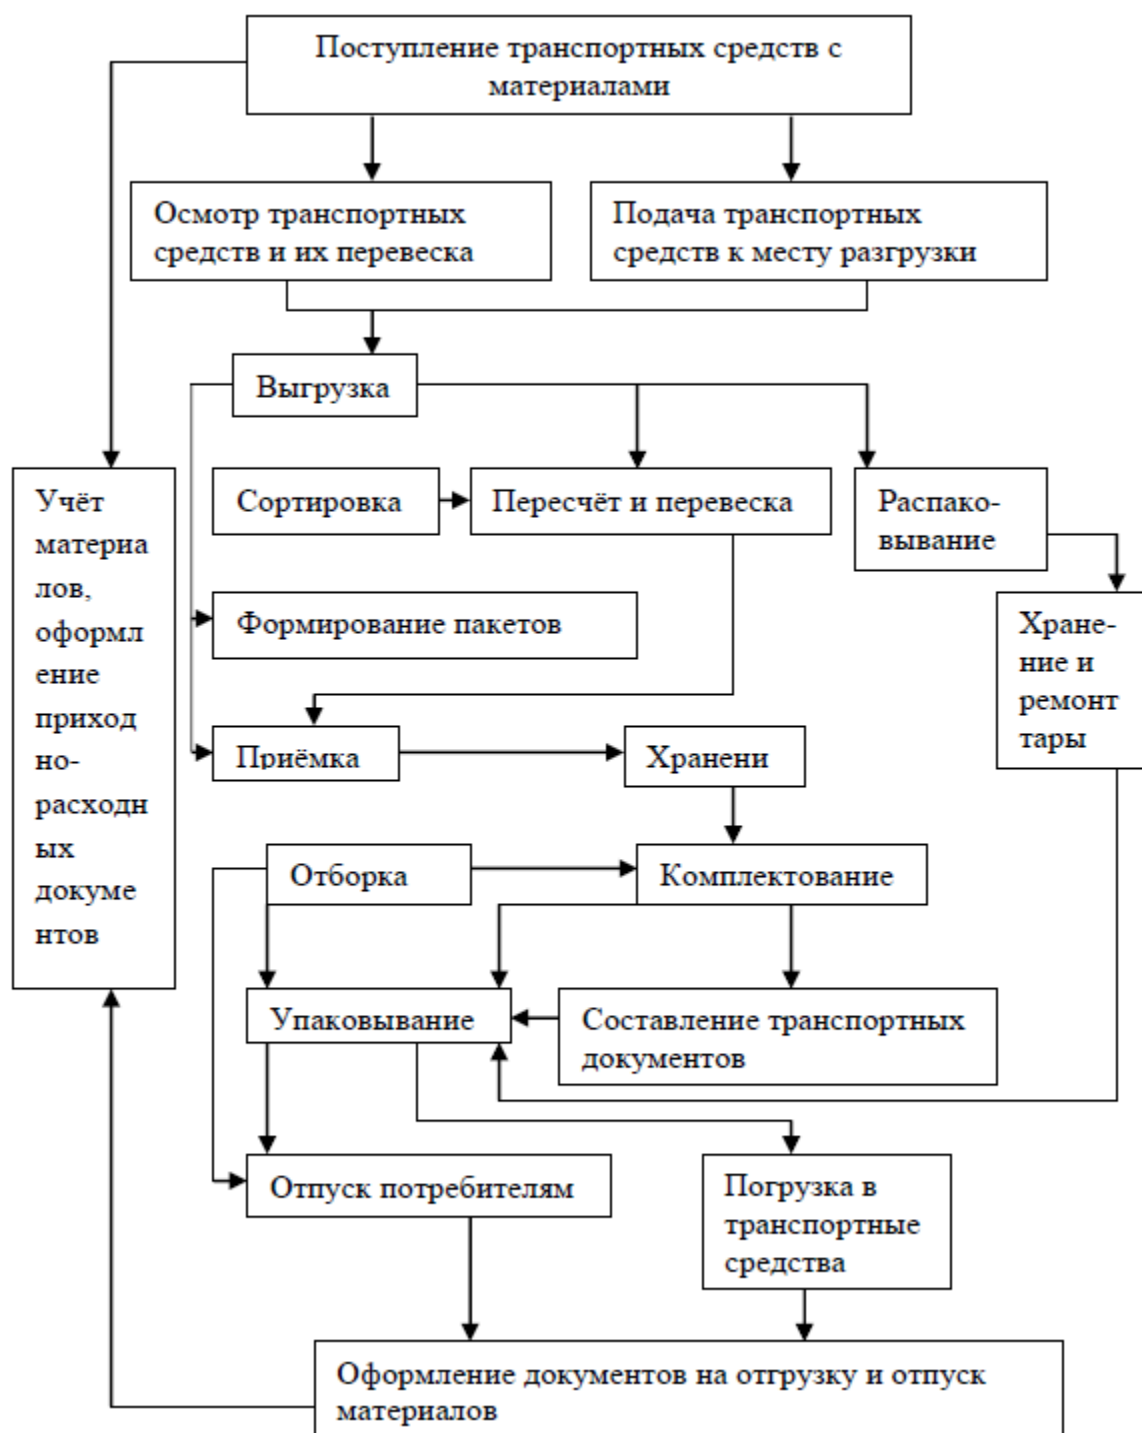 Поступление транспортных средств с
материалами
Осмотр транспортных
средств и их перевеска
Подача транспортных
средств к месту разгрузки
Выгрузка
Учёт
материа
лов,
оформл
ение
приход
но-
расходн
ых
докуме
нтов
Сортировка
Пересчёт и перевеска
Распако-
вывание
Формирование пакетов
Хране-
ние и
ремонт
тары
Приёмка
Хранени
Отборка
Комплектование
Упаковывание
Составление транспортных
документов
Отпуск потребителям
Погрузка в
транспортные
средства
Оформление документов на отгрузку и отпуск
материалов